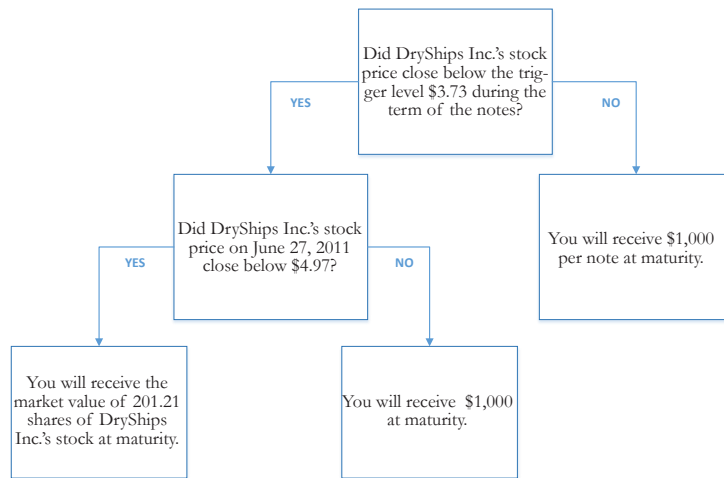 Did DryShips Inc.'s stock
price close below the trig-
ger level $3.73 during the
term of the notes?
YES
NO
Did DryShips Inc.'s stock
price on June 27, 2011
close below $4.97?
You will receive $1,000
per note at maturity.
YES
NO
You will receive the
market value of 201.21
shares of DryShips
Inc.'s stock at maturity.
You will receive  $1,000
at maturity.